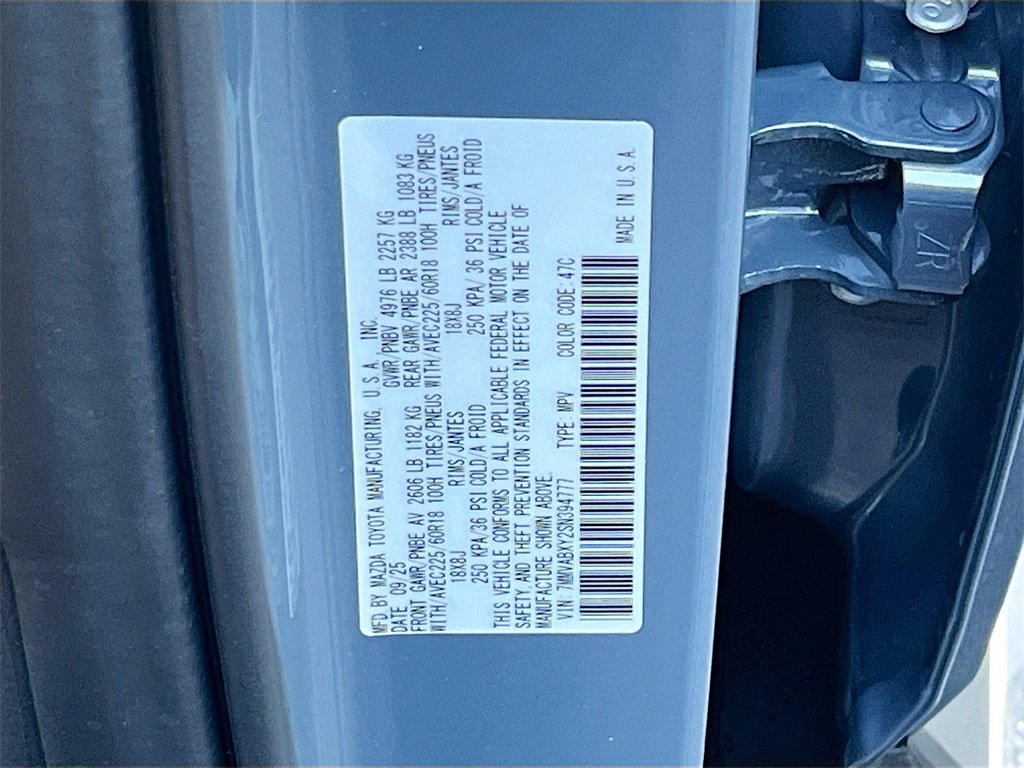 MFD BY MAZDA TOYOTA MANUFACTURING, U.S.A. INC.
DATE 09/25 GVWR/PNBV 4976 LB 2257 KG
FRONT GAWR/PNBE AV 2606 LB 1182 KG REAR GAWR/PNBE AR 2388 LB 1083 KG
WITH/AVEC225/60R18 100H TIRES/PNEUS WITH/AVEC225/60R18 100H TIRES/PNEUS
18X8J RIMS/JANTES 18X8J RIMS/JANTES
250 KPA/36 PSI COLD/A FROID 250 KPA/ 36 PSI COLD/A FROID
THIS VEHICLE CONFORMS TO ALL APPLICABLE FEDERAL MOTOR VEHICLE
SAFETY AND THEFT PREVENTION STANDARDS IN EFFECT ON THE DATE OF
MANUFACTURE SHOWN ABOVE.
VIN: 7MMVABXY2SN394777 TYPE: MPV COLOR CODE: 47C
MADE IN U.S.A.